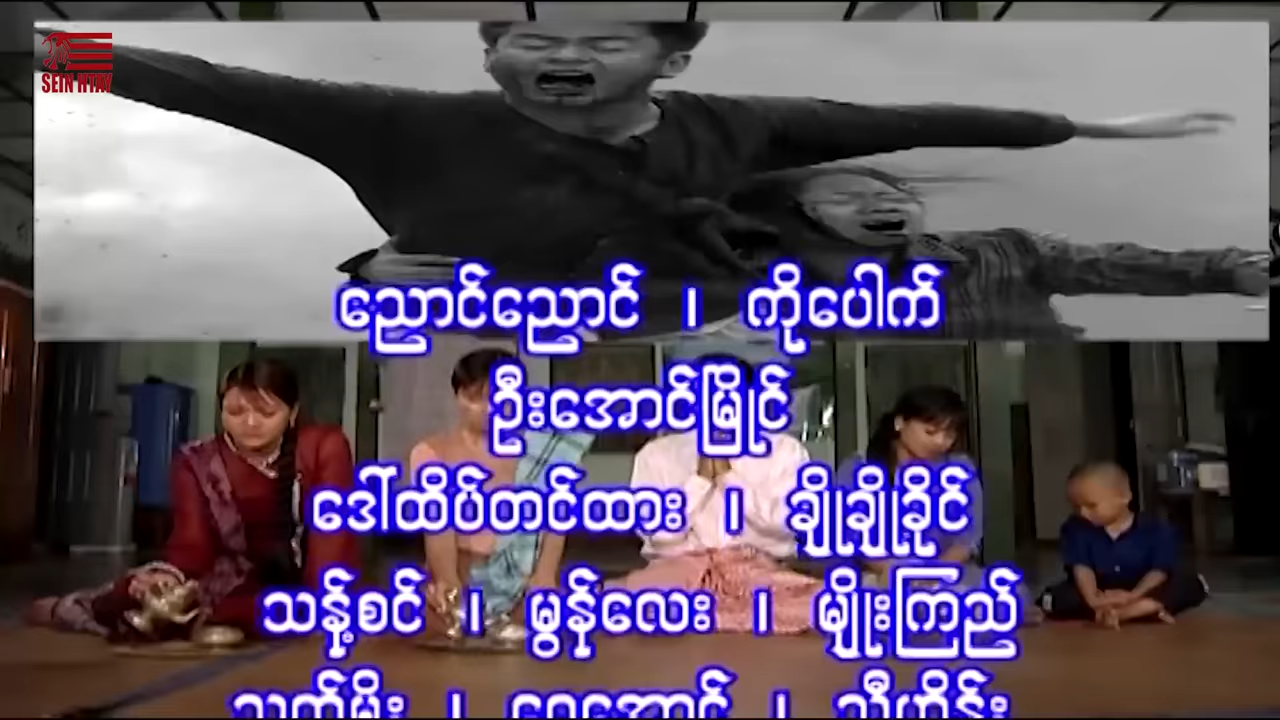 SEIN HTAY
ညောင်ညောင် ၊ ကိုပေါက်
ဦးအောင်မြိုင်
ဒေါ်ထိပ်တင်ထား ၊ ချိုချိုခိုင်
သန့်စင် ၊ မွန်လေး ၊ မျိုးကြည်